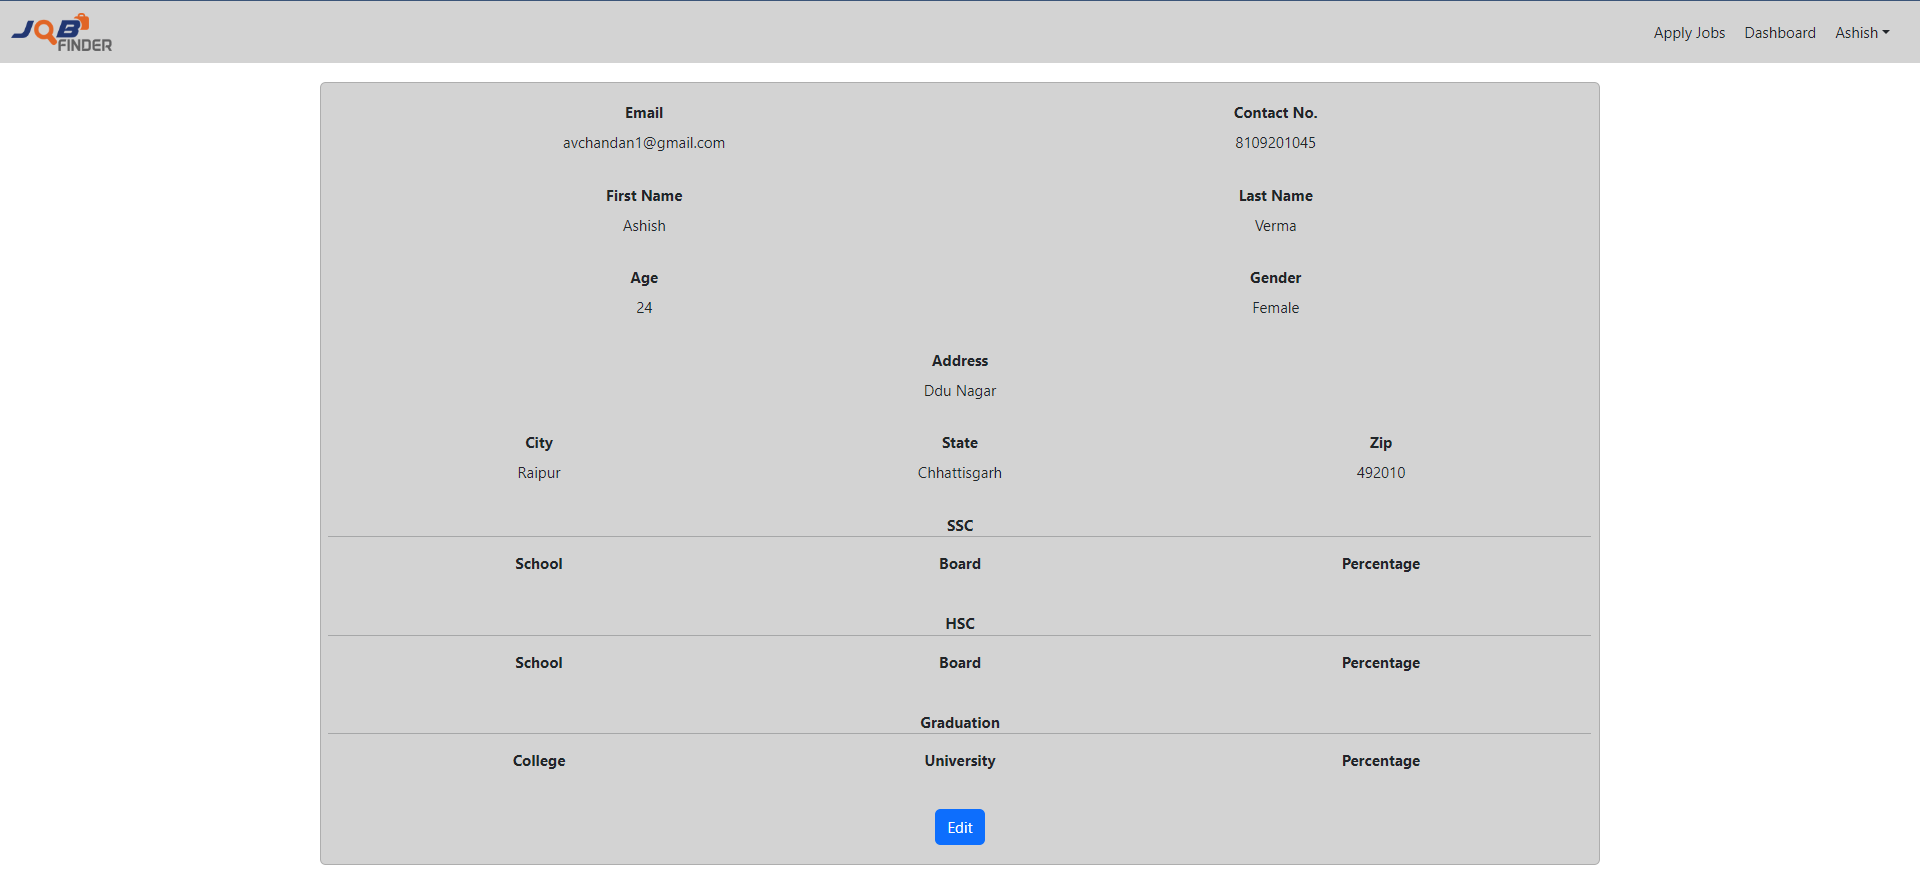 JOB
FINDER
Apply Jobs Dashboard Ashish
Email Contact No.
avchandan1@gmail.com 8109201045
First Name Last Name
Ashish Verma
Age Gender
24 Female
Address
Ddu Nagar
City State Zip
Raipur Chhattisgarh 492010
SSC
School Board Percentage
HSC
School Board Percentage
Graduation
College University Percentage
Edit